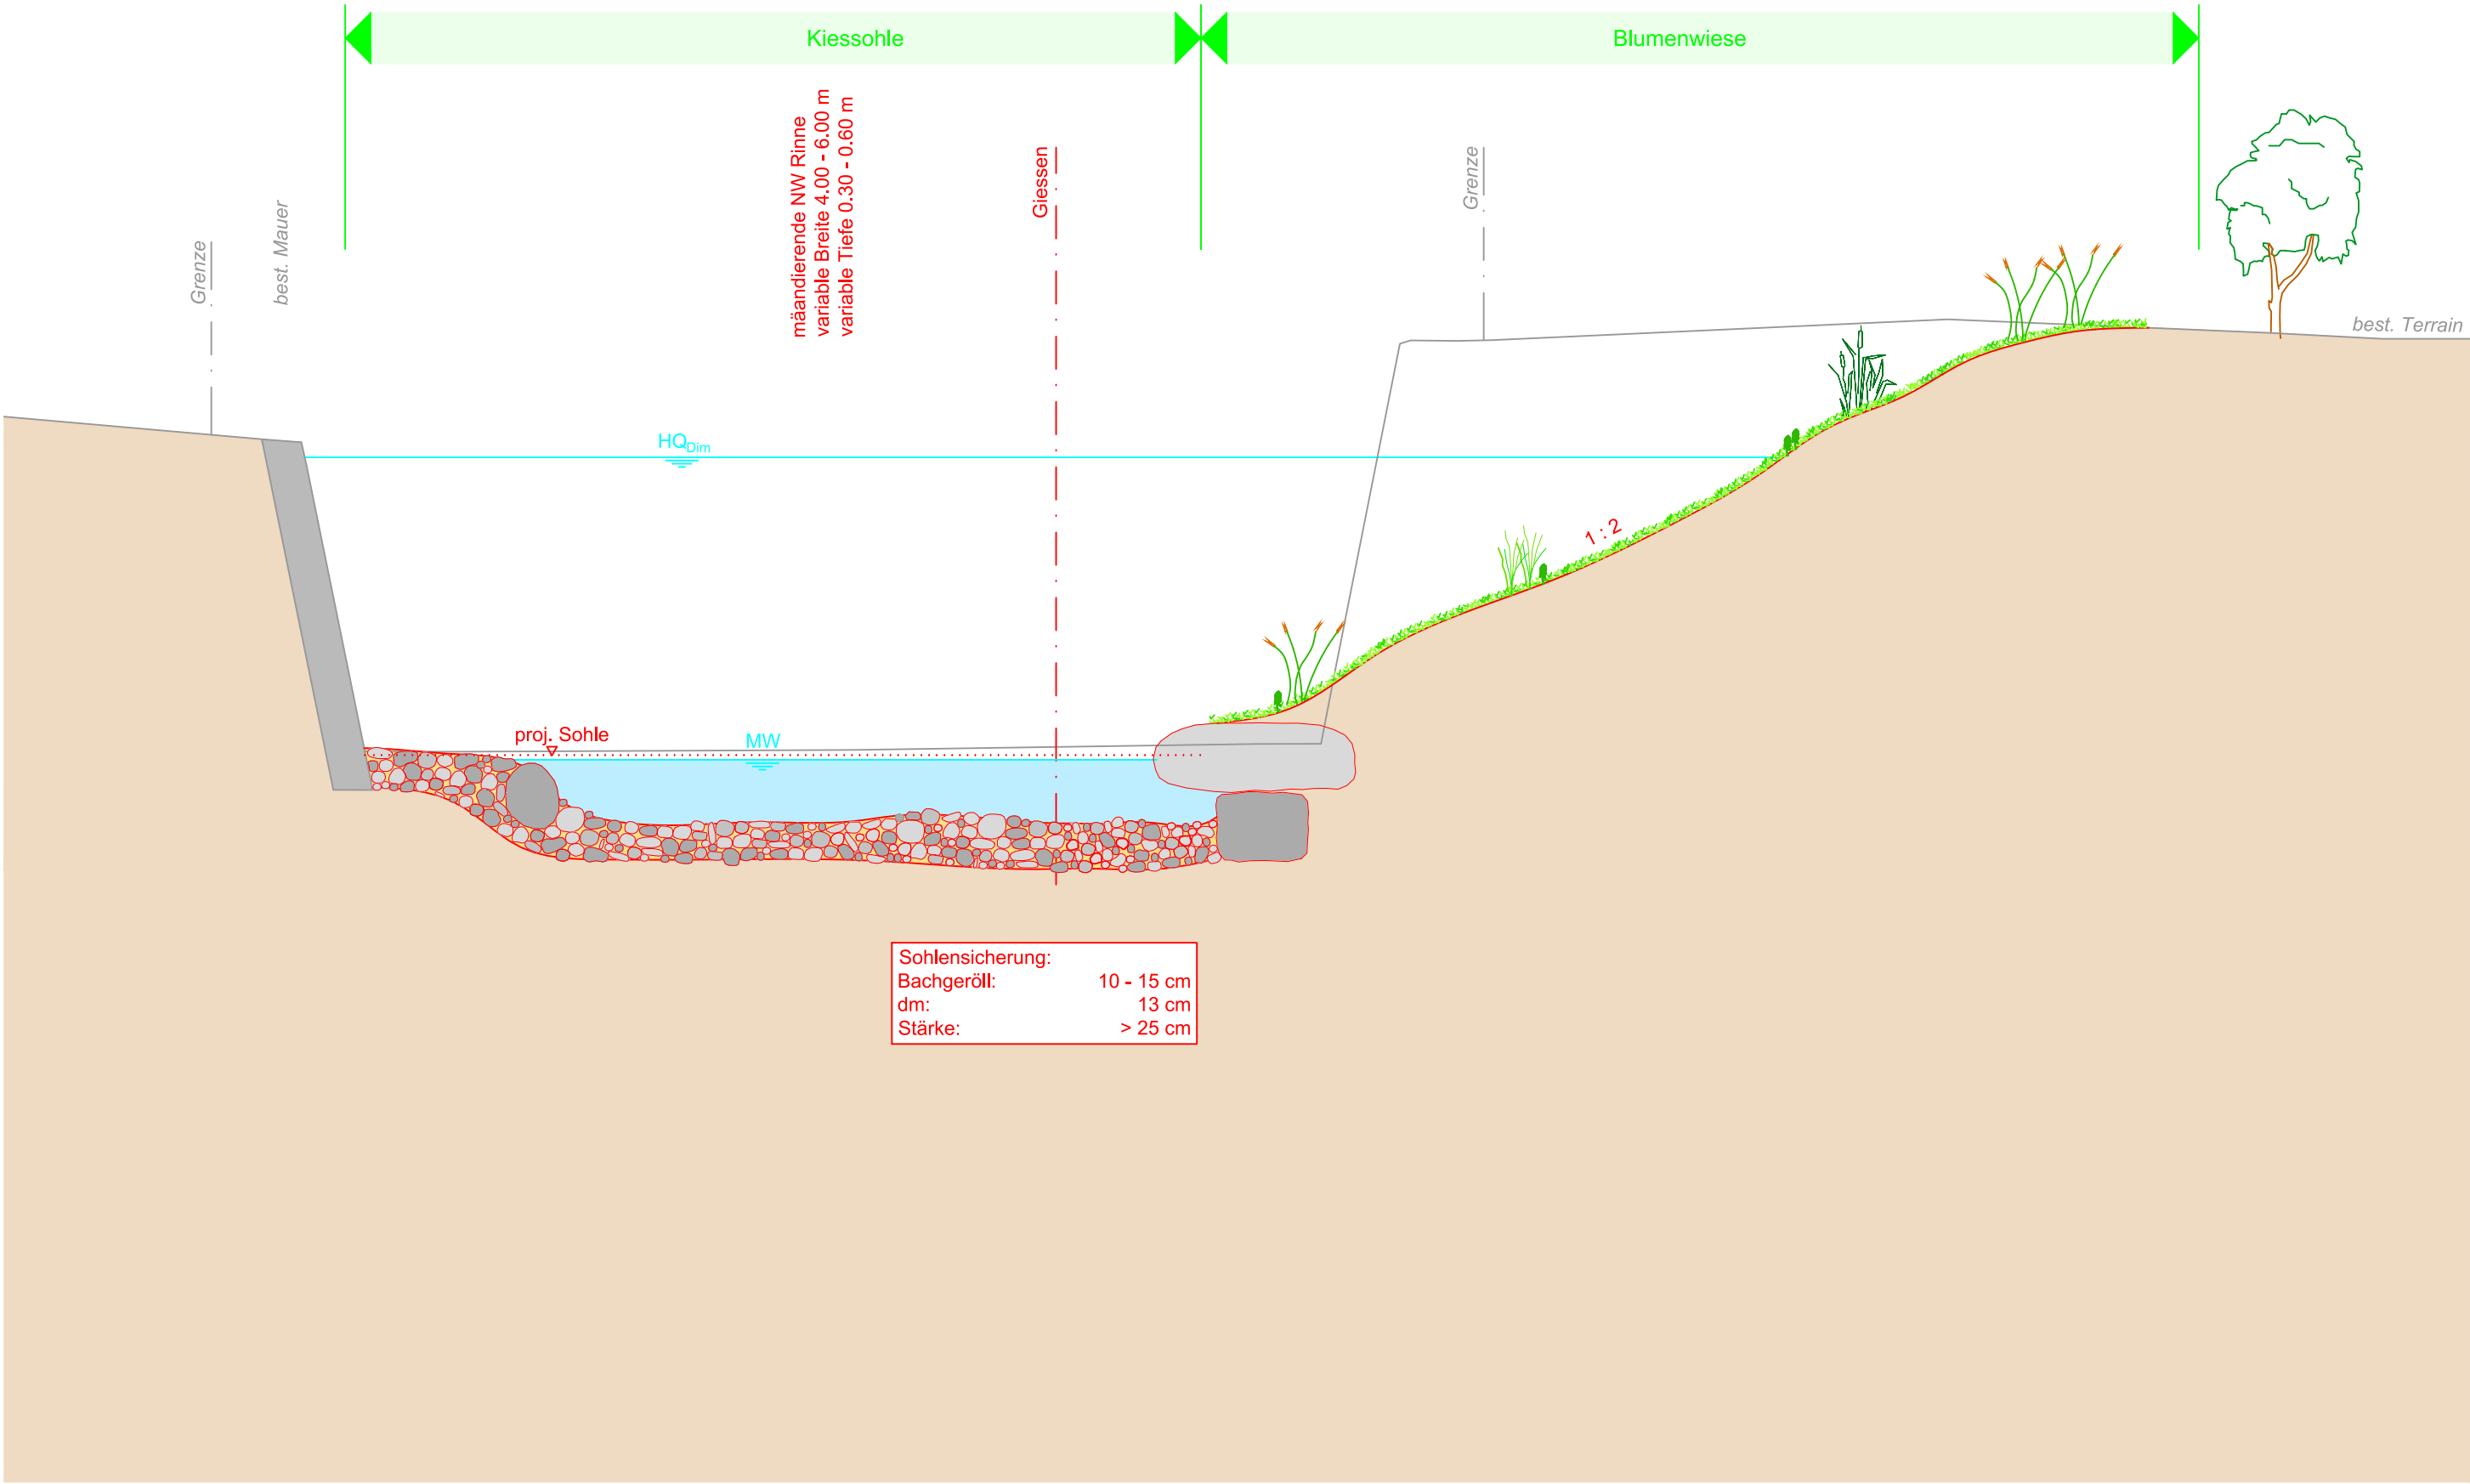 Kiessohle
Blumenwiese
mäandierende NW Rinne
variable Breite 4.00 - 6.00 m
variable Tiefe 0.30 - 0.60 m
Giessen
Grenze
Grenze
best. Mauer
best. Terrain
HQDim
1 : 2
proj. Sohle
MW
Sohlensicherung:
Bachgeröll: 10 - 15 cm
dm: 13 cm
Stärke: > 25 cm